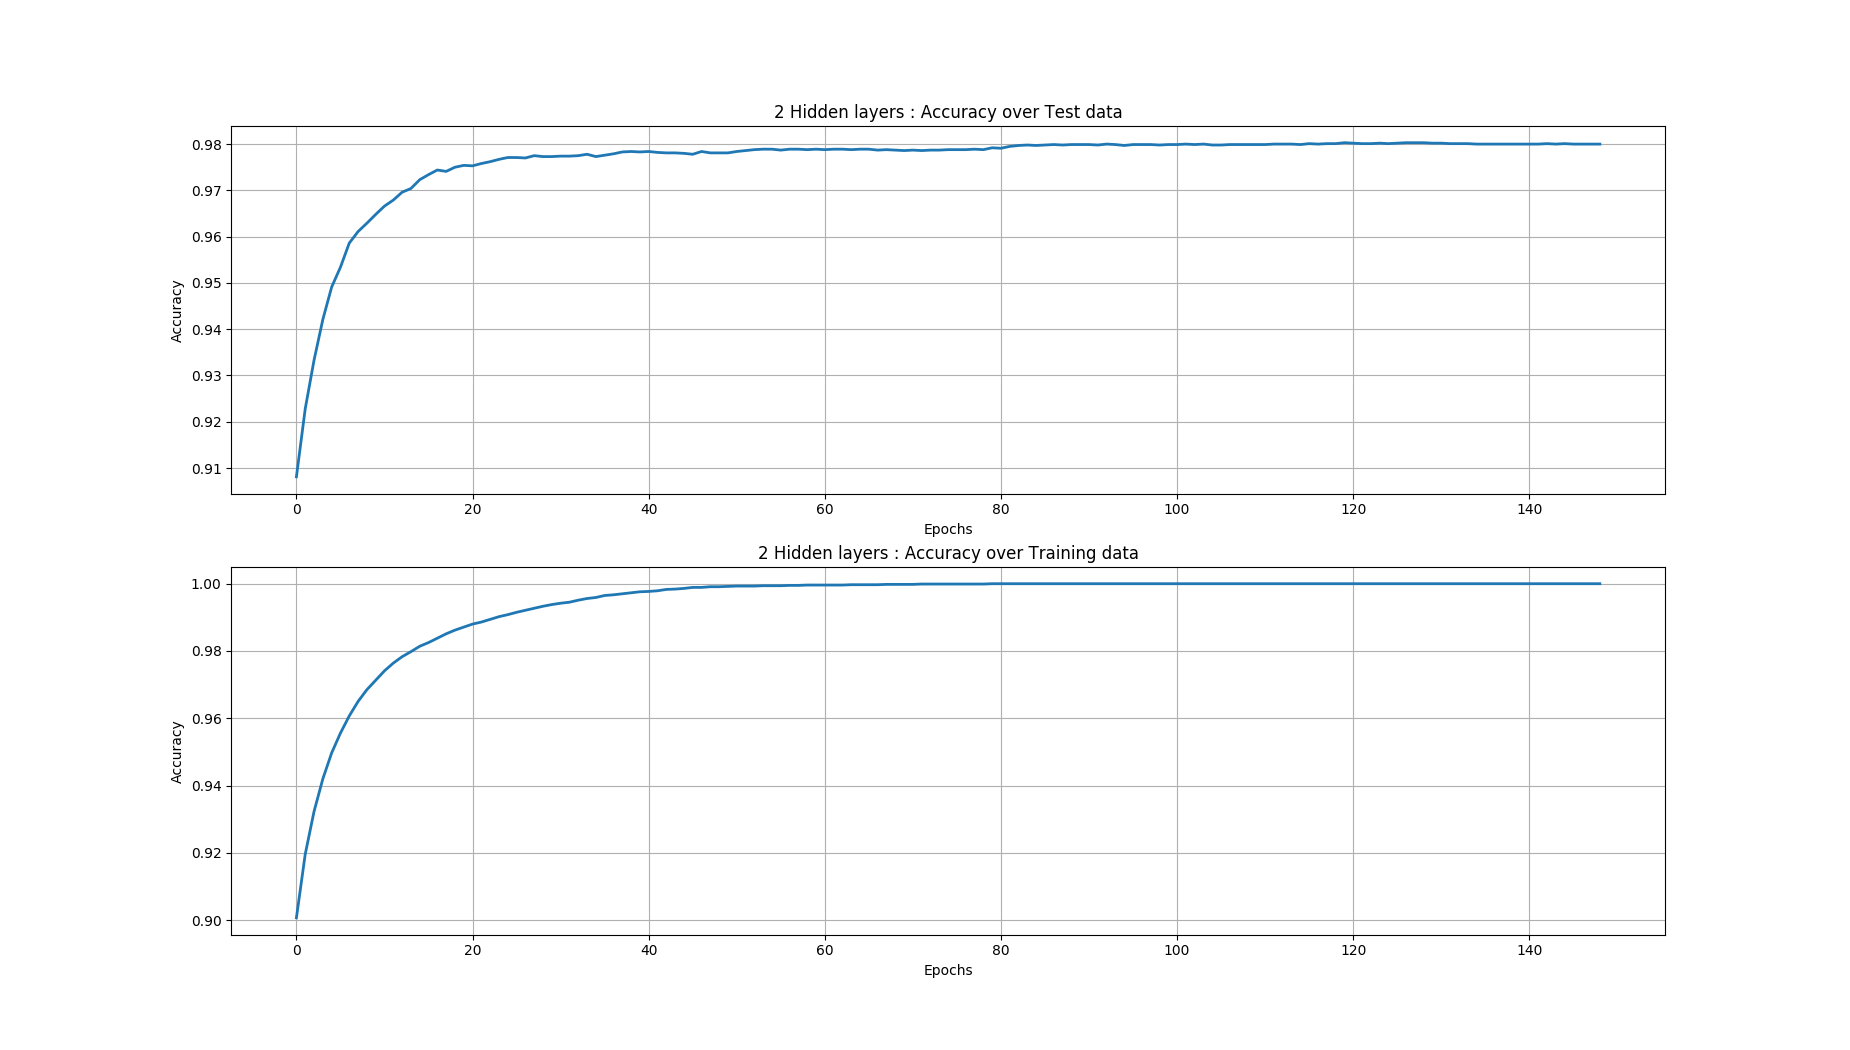 2 Hidden layers : Accuracy over Test data
Accuracy
0.98
0.97
0.96
0.95
0.94
0.93
0.92
0.91
0 20 40 60 80 100 120 140
Epochs
2 Hidden layers : Accuracy over Training data
Accuracy
1.00
0.98
0.96
0.94
0.92
0.90
0 20 40 60 80 100 120 140
Epochs